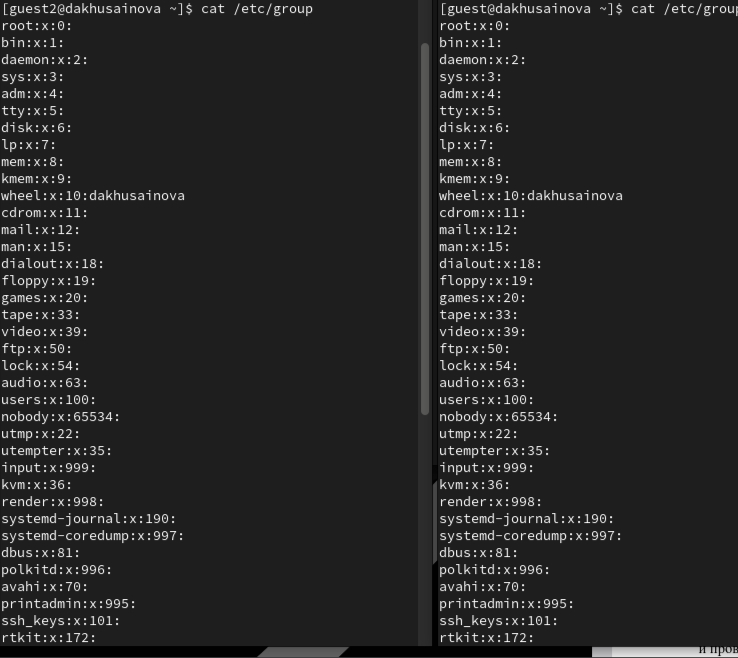 [guest2@dakhusainova ~]$ cat /etc/group
root:x:0:
bin:x:1:
daemon:x:2:
sys:x:3:
adm:x:4:
tty:x:5:
disk:x:6:
lp:x:7:
mem:x:8:
kmem:x:9:
wheel:x:10:dakhusainova
cdrom:x:11:
mail:x:12:
man:x:15:
dialout:x:18:
floppy:x:19:
games:x:20:
tape:x:33:
video:x:39:
ftp:x:50:
lock:x:54:
audio:x:63:
users:x:100:
nobody:x:65534:
utmp:x:22:
utempter:x:35:
input:x:999:
kvm:x:36:
render:x:998:
systemd-journal:x:190:
systemd-coredump:x:997:
dbus:x:81:
polkitd:x:996:
avahi:x:70:
printadmin:x:995:
ssh_keys:x:101:
rtkit:x:172:
[guest@dakhusainova ~]$ cat /etc/group
root:x:0:
bin:x:1:
daemon:x:2:
sys:x:3:
adm:x:4:
tty:x:5:
disk:x:6:
lp:x:7:
mem:x:8:
kmem:x:9:
wheel:x:10:dakhusainova
cdrom:x:11:
mail:x:12:
man:x:15:
dialout:x:18:
floppy:x:19:
games:x:20:
tape:x:33:
video:x:39:
ftp:x:50:
lock:x:54:
audio:x:63:
users:x:100:
nobody:x:65534:
utmp:x:22:
utempter:x:35:
input:x:999:
kvm:x:36:
render:x:998:
systemd-journal:x:190:
systemd-coredump:x:997:
dbus:x:81:
polkitd:x:996:
avahi:x:70:
printadmin:x:995:
ssh_keys:x:101:
rtkit:x:172:
и пров